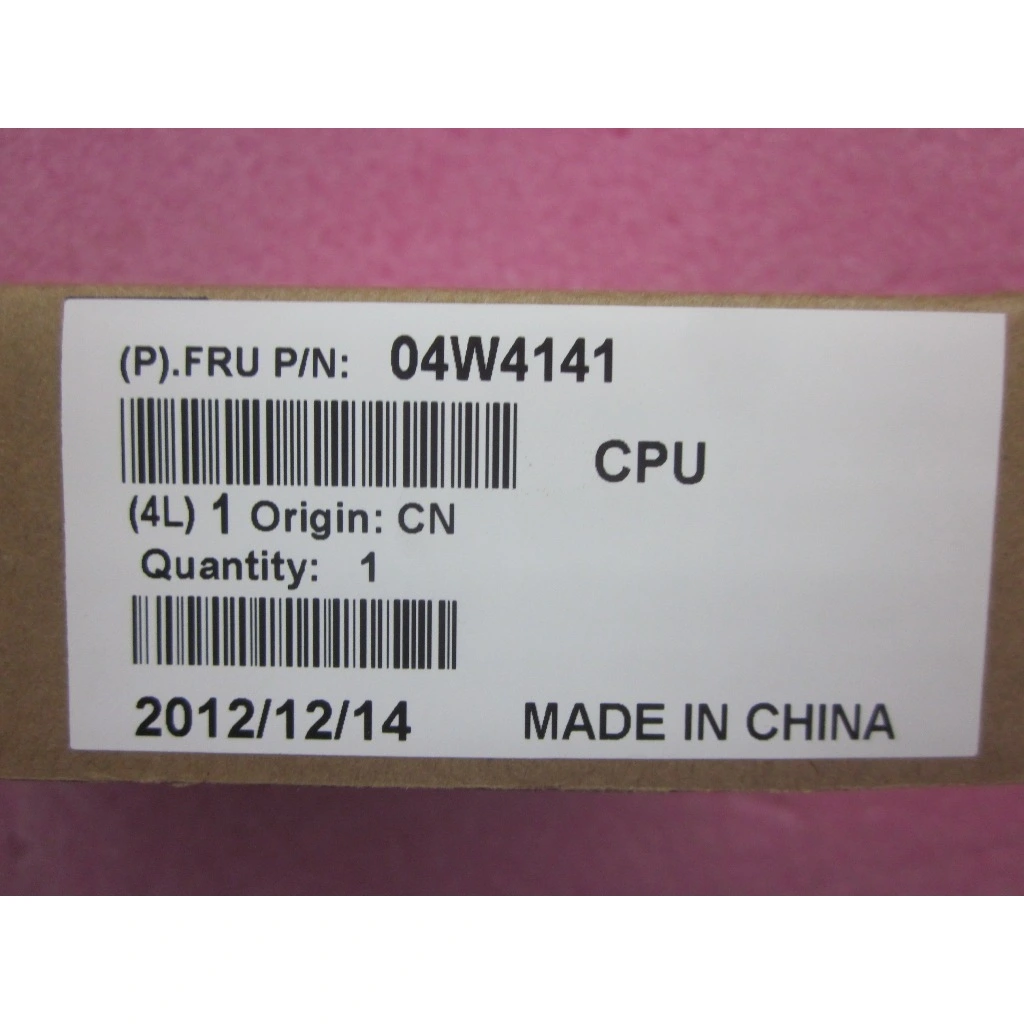 (P).FRU P/N: 04W4141
CPU
(4L) 1 Origin: CN
Quantity: 1
2012/12/14 MADE IN CHINA